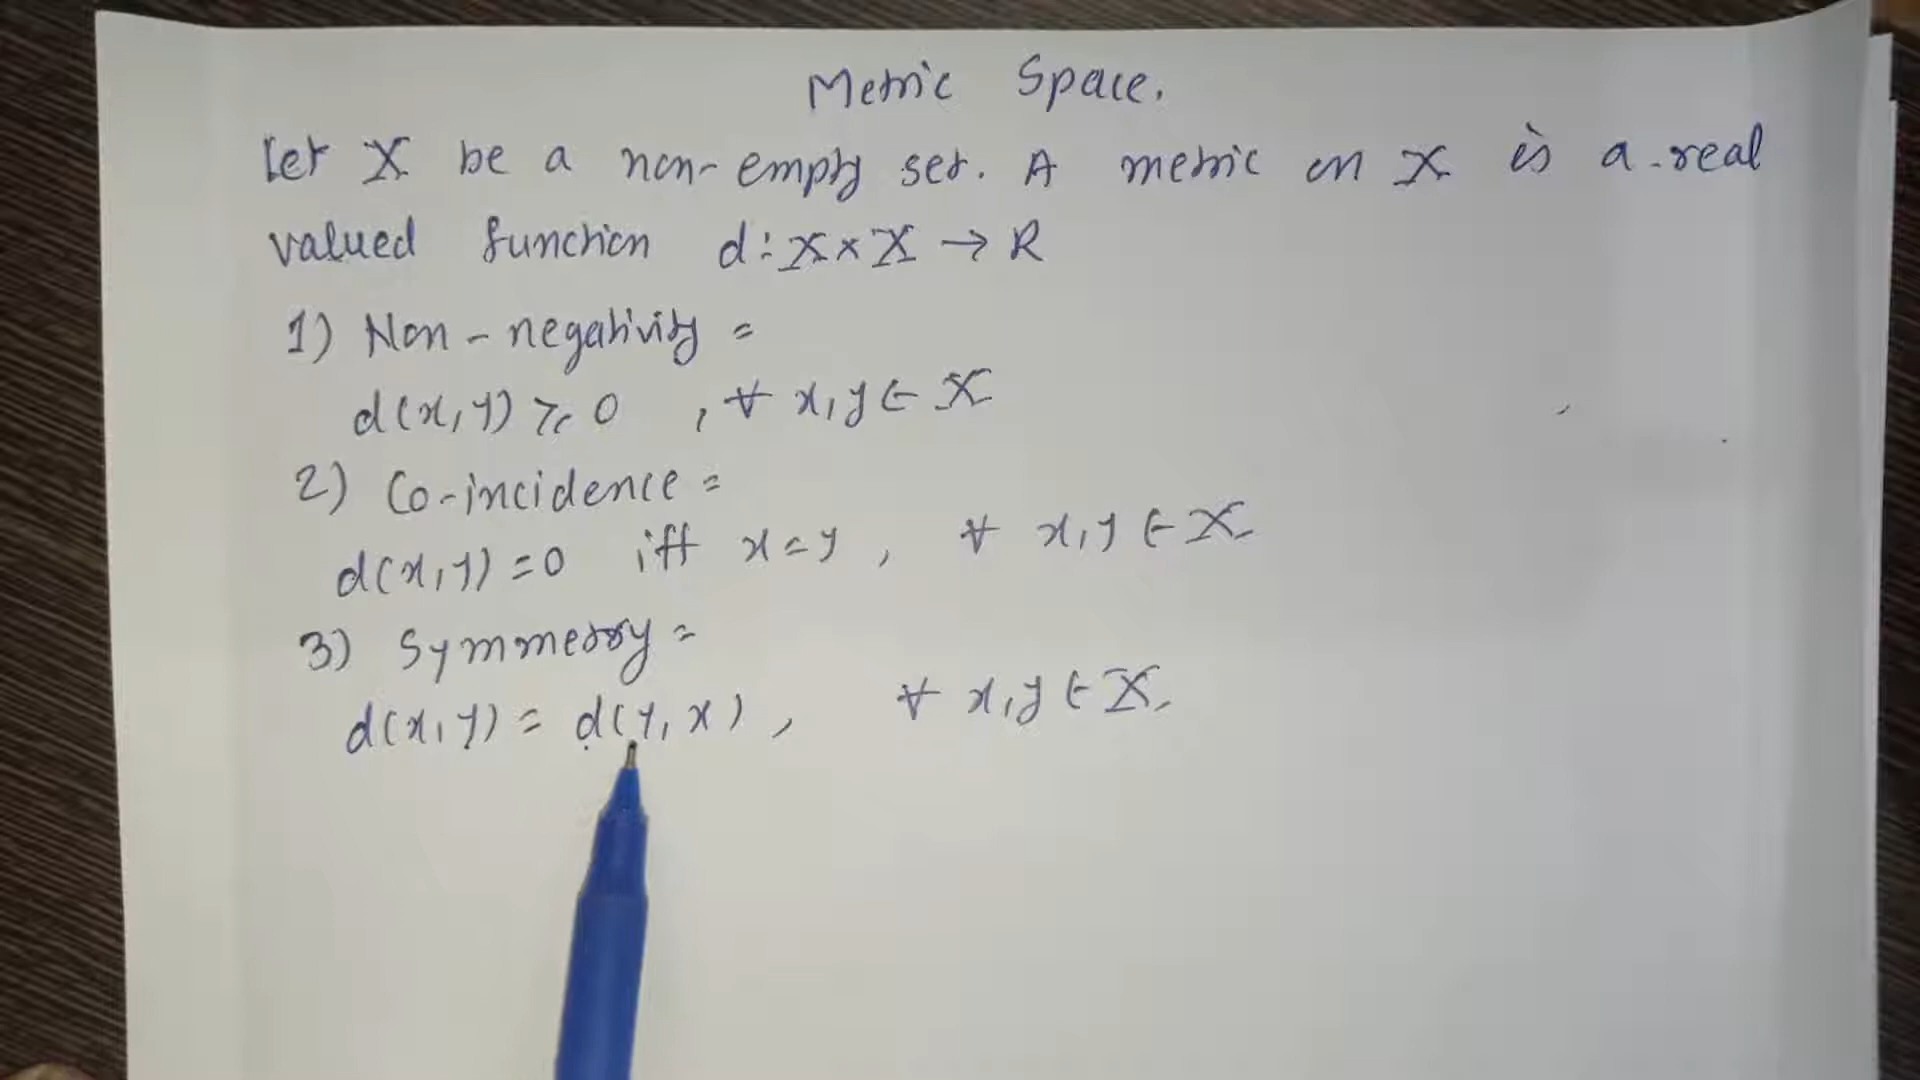 Metric Space.
Let X be a non-empty set. A metric on X is a real
valued function d: X×X → R
1) Non-negativity =
d(x,y) ≥ 0 , ∀ x,y ∈ X
2) Co-incidence =
d(x,y) = 0 iff x = y , ∀ x,y ∈ X
3) Symmetry =
d(x,y) = d(y,x) , ∀ x,y ∈ X.